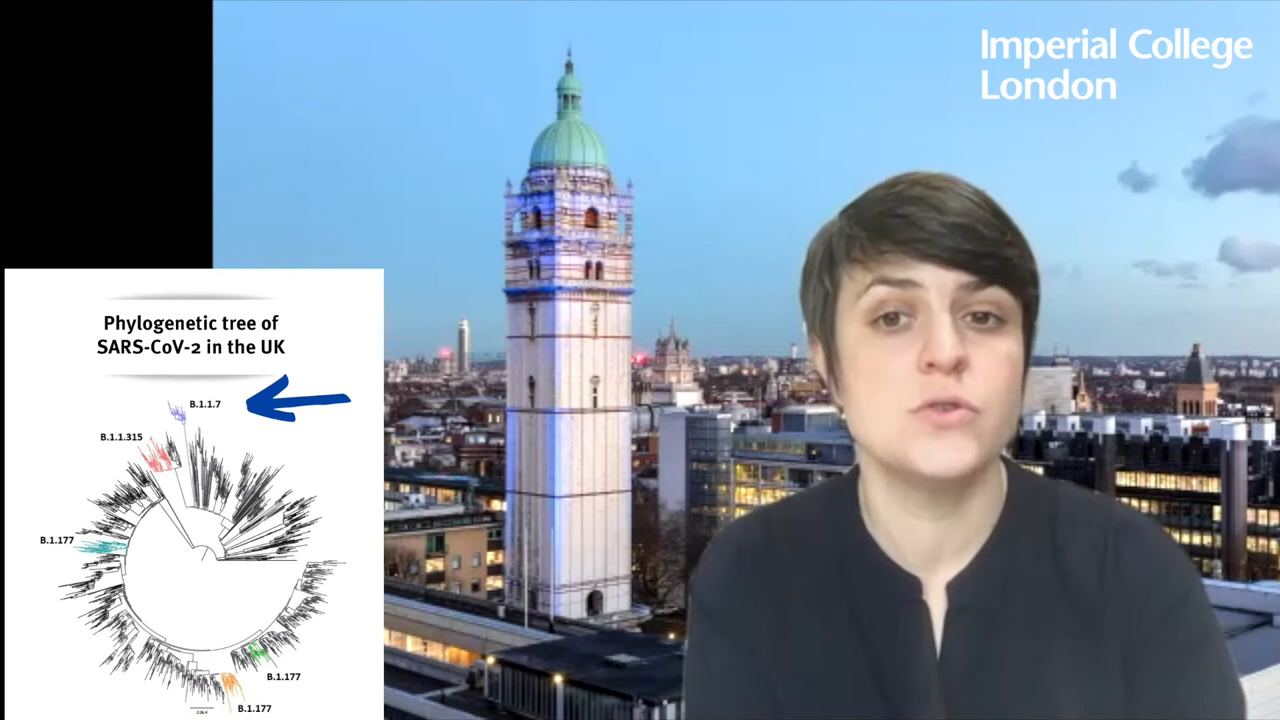 Imperial College
London
Phylogenetic tree of
SARS-CoV-2 in the UK
B.1.1.7
B.1.1.315
B.1.177
B.1.177
B.1.177